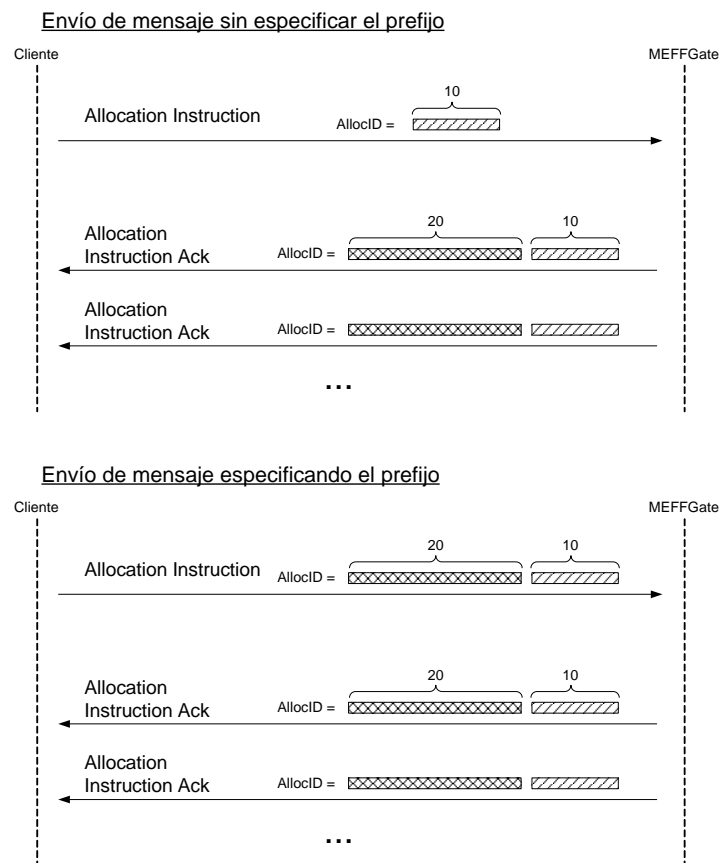 Envío de mensaje sin especificar el prefijo
Cliente
MEFFGate
10
Allocation Instruction
AllocID =
20
10
Allocation
Instruction Ack
AllocID =
Allocation
Instruction Ack
AllocID =
...
Envío de mensaje especificando el prefijo
Cliente
MEFFGate
20
10
Allocation Instruction
AllocID =
20
10
Allocation
Instruction Ack
AllocID =
Allocation
Instruction Ack
AllocID =
...